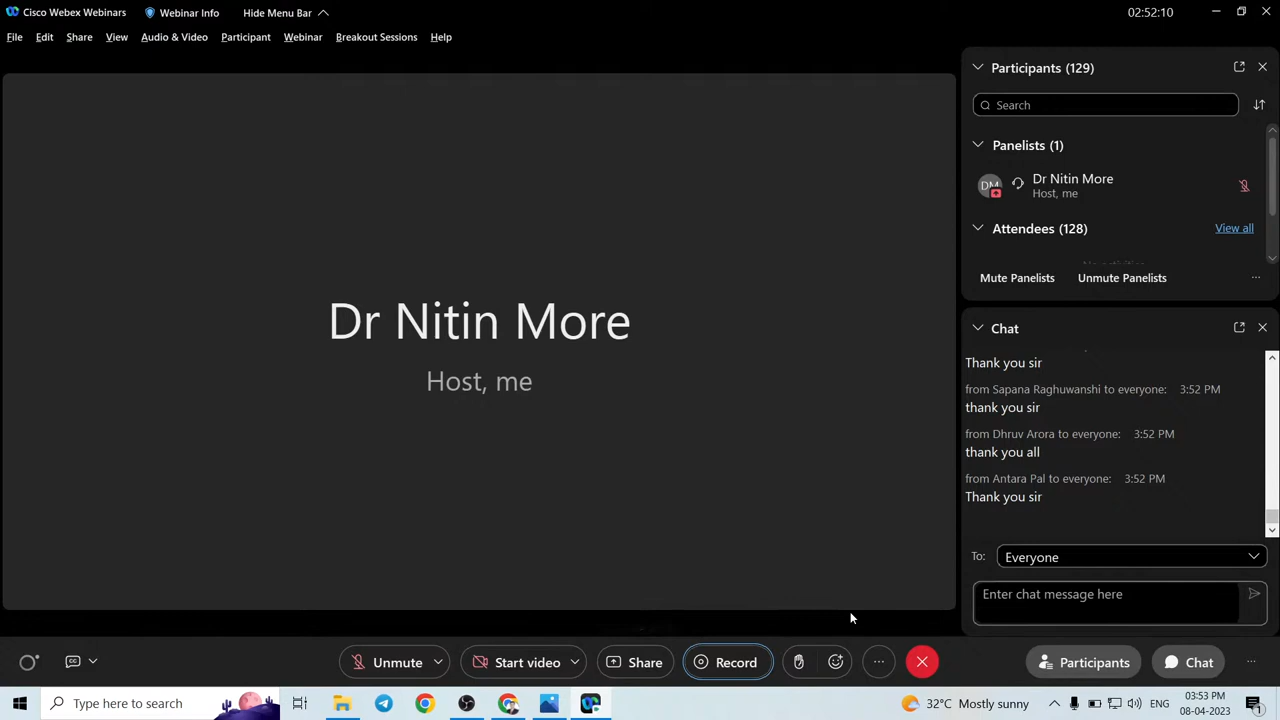 Cisco Webex Webinars
Webinar Info
Hide Menu Bar
02:52:10
File Edit Share View Audio & Video Participant Webinar Breakout Sessions Help
Participants (129)
Search
Panelists (1)
DM
Dr Nitin More
Host, me
Attendees (128)
View all
Mute Panelists
Unmute Panelists
Dr Nitin More
Host, me
Chat
Thank you sir
from Sapana Raghuwanshi to everyone: 3:52 PM
thank you sir
from Dhruv Arora to everyone: 3:52 PM
thank you all
from Antara Pal to everyone: 3:52 PM
Thank you sir
To: Everyone
Enter chat message here
CC
Unmute
Start video
Share
Record
Participants
Chat
Type here to search
32°C Mostly sunny
ENG
03:53 PM
08-04-2023
1